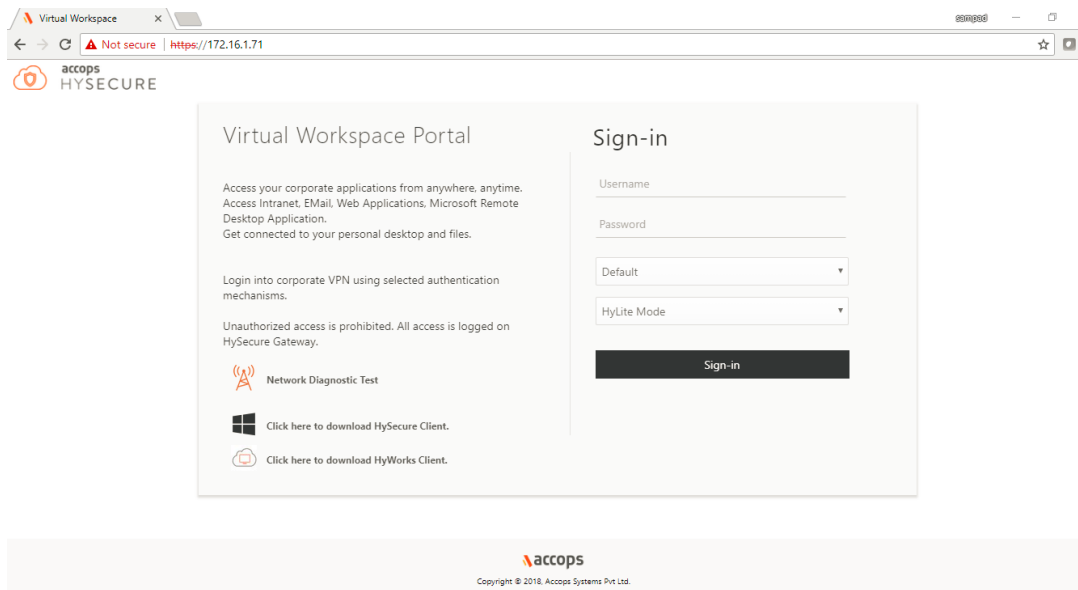 Virtual Workspace
sampad
Not secure
https://172.16.1.71
accops
HYSECURE
Virtual Workspace Portal
Access your corporate applications from anywhere, anytime.
Access Intranet, EMail, Web Applications, Microsoft Remote
Desktop Application.
Get connected to your personal desktop and files.
Login into corporate VPN using selected authentication
mechanisms.
Unauthorized access is prohibited. All access is logged on
HySecure Gateway.
Network Diagnostic Test
Click here to download HySecure Client.
Click here to download HyWorks Client.
Sign-in
Username
Password
Default
HyLite Mode
Sign-in
accops
Copyright © 2018, Accops Systems Pvt Ltd.